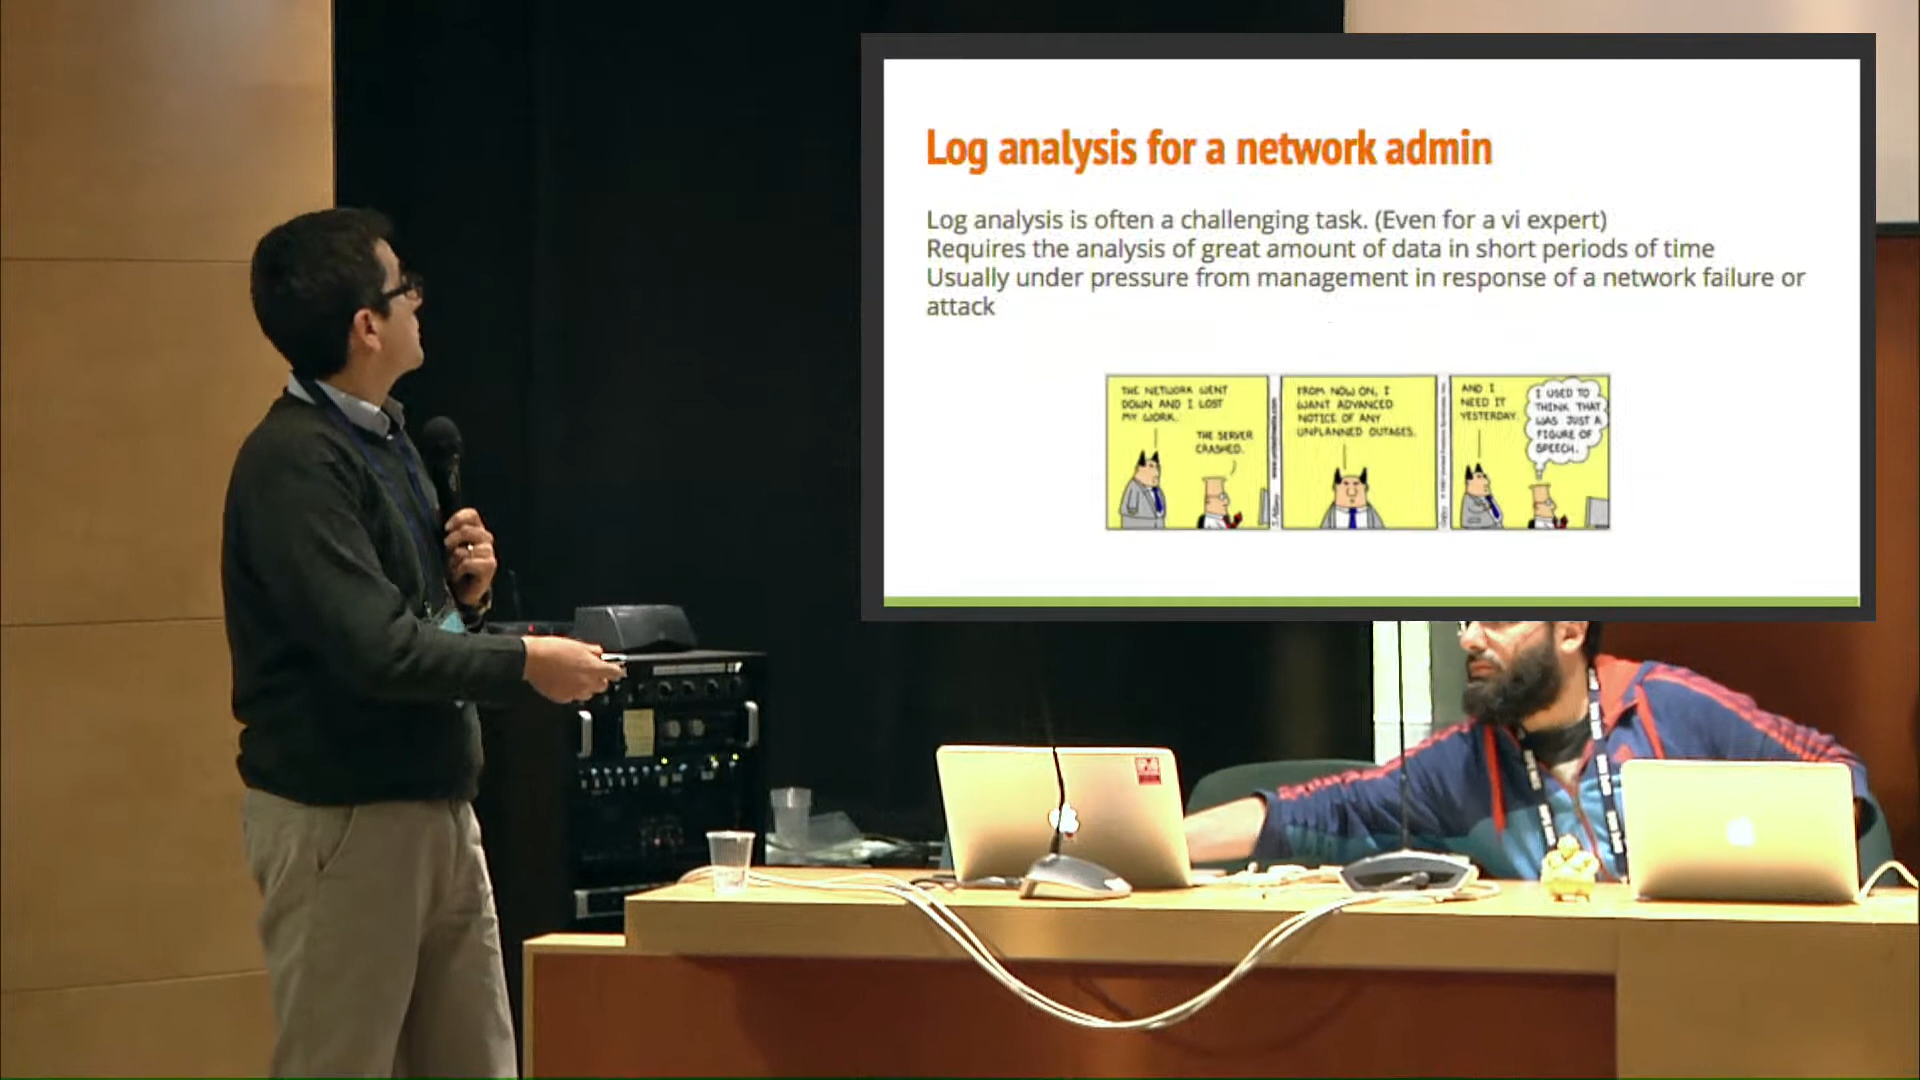 Log analysis for a network admin
Log analysis is often a challenging task. (Even for a vi expert)
Requires the analysis of great amount of data in short periods of time
Usually under pressure from management in response of a network failure or
attack
THE NETWORK WENT
DOWN AND I LOST
MY WORK.
THE SERVER
CRASHED.
FROM NOW ON, I
WANT ADVANCED
NOTICE OF ANY
UNPLANNED OUTAGES.
AND I
NEED IT
YESTERDAY.
I USED TO
THINK THAT
WAS JUST A
FIGURE OF
SPEECH.